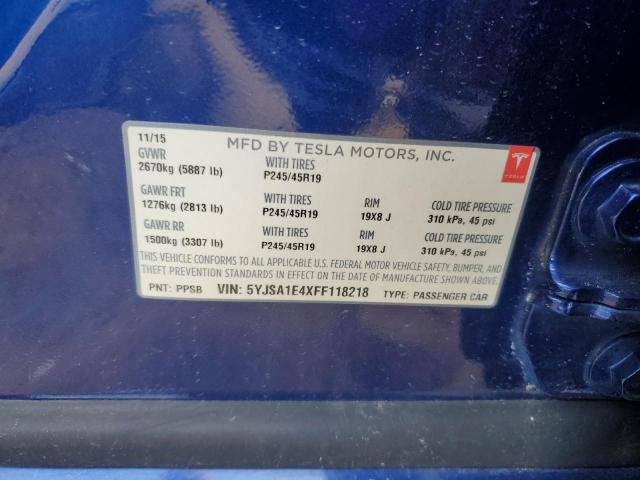 11/15 MFD BY TESLA MOTORS, INC.
GVWR WITH TIRES
2670kg (5887 lb) P245/45R19
TESLA
GAWR FRT WITH TIRES RIM COLD TIRE PRESSURE
1276kg (2813 lb) P245/45R19 19X8 J 310 kPa, 45 psi
GAWR RR WITH TIRES RIM COLD TIRE PRESSURE
1500kg (3307 lb) P245/45R19 19X8 J 310 kPa, 45 psi
THIS VEHICLE CONFORMS TO ALL APPLICABLE U.S. FEDERAL MOTOR VEHICLE SAFETY, BUMPER, AND
THEFT PREVENTION STANDARDS IN EFFECT ON THE DATE OF MANUFACTURE SHOWN ABOVE.
PNT: PPSB VIN: 5YJSA1E4XFF118218 TYPE: PASSENGER CAR